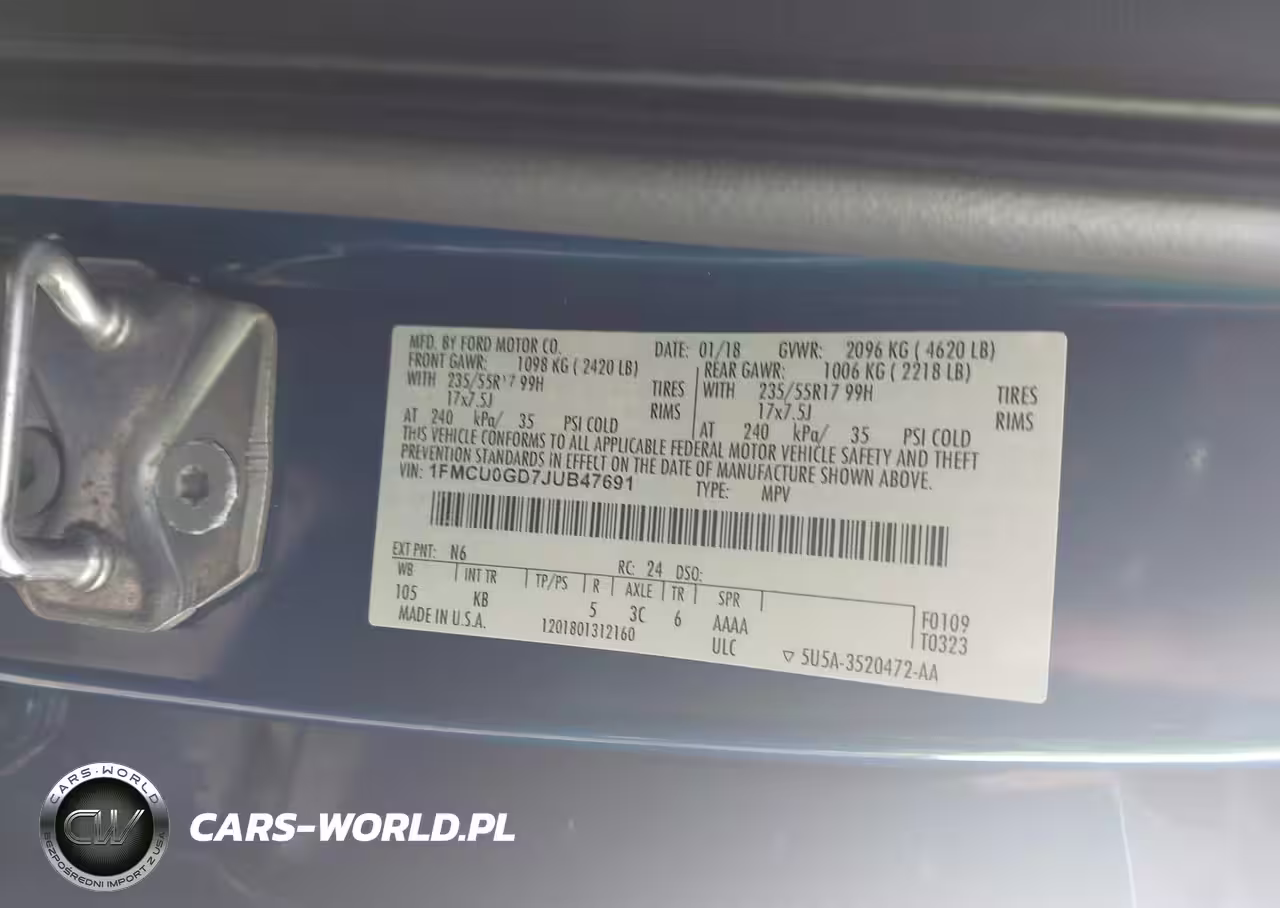 MFD. BY FORD MOTOR CO. DATE: 01/18 GVWR: 2096 KG ( 4620 LB)
FRONT GAWR: 1098 KG ( 2420 LB) REAR GAWR: 1006 KG ( 2218 LB)
WITH 235/55R17 99H TIRES WITH 235/55R17 99H TIRES
17x7.5J RIMS 17x7.5J RIMS
AT 240 kPa/ 35 PSI COLD AT 240 kPa/ 35 PSI COLD
THIS VEHICLE CONFORMS TO ALL APPLICABLE FEDERAL MOTOR VEHICLE SAFETY AND THEFT
PREVENTION STANDARDS IN EFFECT ON THE DATE OF MANUFACTURE SHOWN ABOVE.
VIN: 1FMCU0GD7JUB47691 TYPE: MPV
EXT PNT: N6 RC: 24 DSO:
WB INT TR TP/PS R AXLE TR SPR
105 KB 5 3C 6 AAAA F0109
MADE IN U.S.A. 1201801312160 ULC T0323
▽ 5U5A-3520472-AA
CARS-WORLD
CW
BEZPOŚREDNI IMPORT Z USA
CARS-WORLD.PL